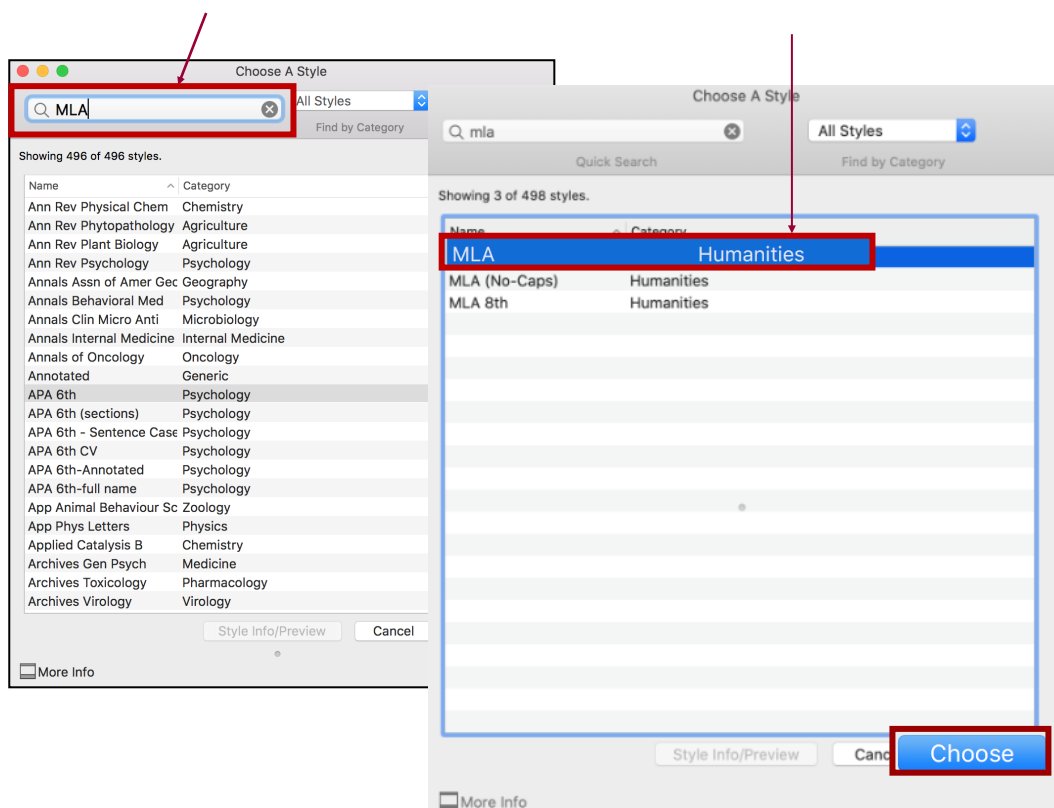 Choose A Style
MLA
All Styles
Find by Category
Showing 496 of 496 styles.
Name Category
Ann Rev Physical Chem Chemistry
Ann Rev Phytopathology Agriculture
Ann Rev Plant Biology Agriculture
Ann Rev Psychology Psychology
Annals Assn of Amer Geo Geography
Annals Behavioral Med Psychology
Annals Clin Micro Anti Microbiology
Annals Internal Medicine Internal Medicine
Annals of Oncology Oncology
Annotated Generic
APA 6th Psychology
APA 6th (sections) Psychology
APA 6th - Sentence Case Psychology
APA 6th CV Psychology
APA 6th-Annotated Psychology
APA 6th-full name Psychology
App Animal Behaviour Sc Zoology
App Phys Letters Physics
Applied Catalysis B Chemistry
Archives Gen Psych Medicine
Archives Toxicology Pharmacology
Archives Virology Virology
Style Info/Preview Cancel
More Info
Choose A Style
mla All Styles
Quick Search Find by Category
Showing 3 of 498 styles.
Name Category
MLA Humanities
MLA (No-Caps) Humanities
MLA 8th Humanities
Style Info/Preview Canc Choose
More Info